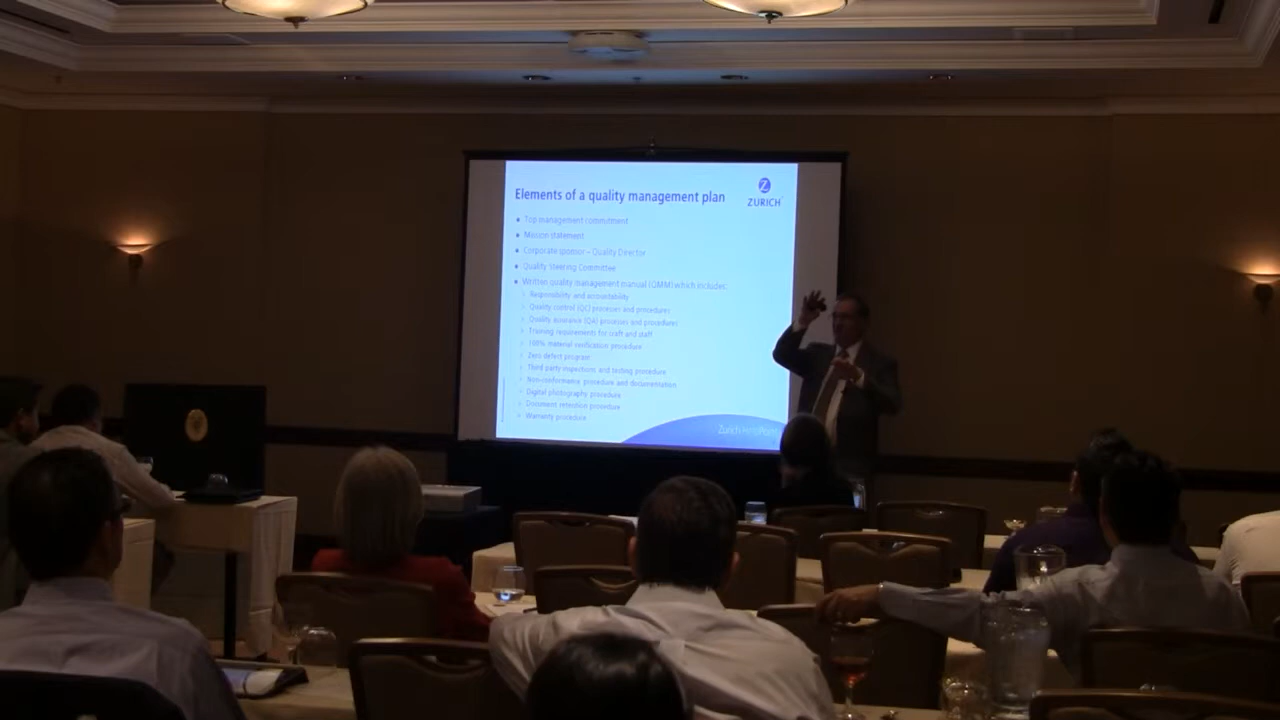 Elements of a quality management plan
ZURICH
• Top management commitment
• Mission statement
• Corporate sponsor – Quality Director
• Quality Steering Committee
• Written quality management manual (QMM) which includes:
› Responsibility and accountability
› Quality control (QC) processes and procedures
› Quality assurance (QA) processes and procedures
› Training requirements for craft and staff
› 100% material verification procedure
› Zero defect program
› Third party inspections and testing procedure
› Non-conformance procedure and documentation
› Digital photography procedure
› Document retention procedure
› Warranty procedure
Zurich HelpPoint